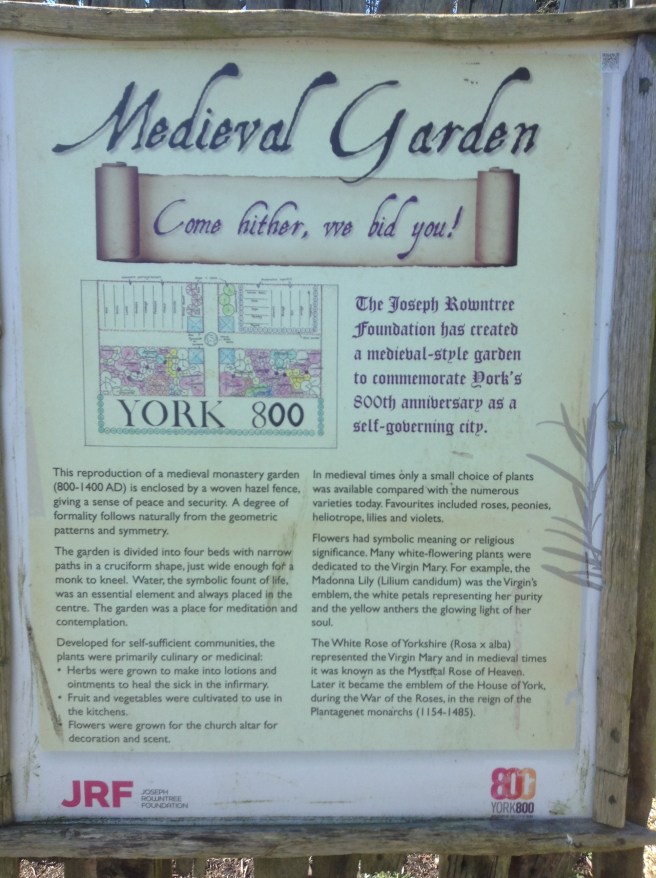 Medieval Garden
Come hither, we bid you!
YORK 800
The Joseph Rowntree
Foundation has created
a medieval-style garden
to commemorate York's
800th anniversary as a
self-governing city.
This reproduction of a medieval monastery garden
(800-1400 AD) is enclosed by a woven hazel fence,
giving a sense of peace and security. A degree of
formality follows naturally from the geometric
patterns and symmetry.
The garden is divided into four beds with narrow
paths in a cruciform shape, just wide enough for a
monk to kneel. Water, the symbolic fount of life,
was an essential element and always placed in the
centre. The garden was a place for meditation and
contemplation.
Developed for self-sufficient communities, the
plants were primarily culinary or medicinal:
• Herbs were grown to make into lotions and
ointments to heal the sick in the infirmary.
• Fruit and vegetables were cultivated to use in
the kitchens.
• Flowers were grown for the church altar for
decoration and scent.
In medieval times only a small choice of plants
was available compared with the numerous
varieties today. Favourites included roses, peonies,
heliotrope, lilies and violets.
Flowers had symbolic meaning or religious
significance. Many white-flowering plants were
dedicated to the Virgin Mary. For example, the
Madonna Lily (Lilium candidum) was the Virgin's
emblem, the white petals representing her purity
and the yellow anthers the glowing light of her
soul.
The White Rose of Yorkshire (Rosa x alba)
represented the Virgin Mary and in medieval times
it was known as the Mystical Rose of Heaven.
Later it became the emblem of the House of York,
during the War of the Roses, in the reign of the
Plantagenet monarchs (1154-1485).
JRF
JOSEPH
ROWNTREE
FOUNDATION
800
YORK800